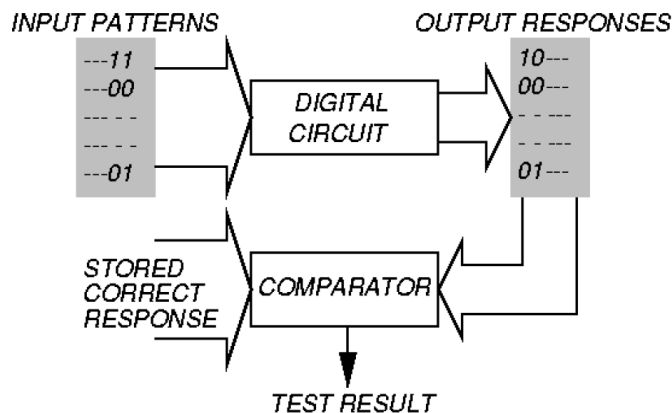 INPUT PATTERNS
OUTPUT RESPONSES
---11
---00
--- - -
--- - -
---01
DIGITAL
CIRCUIT
10---
00---
- - ---
- - ---
01---
STORED
CORRECT
RESPONSE
COMPARATOR
TEST RESULT